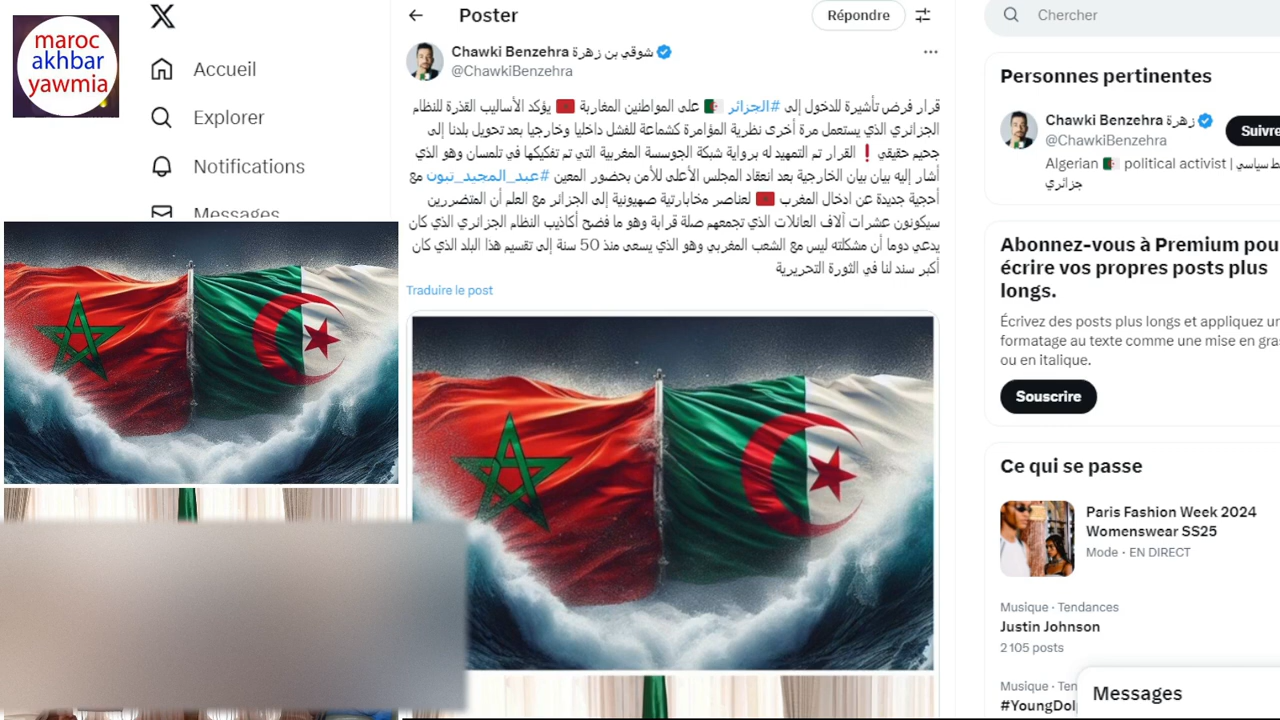 maroc
akhbar
yawmia
Accueil
Explorer
Notifications
Messages
Poster
Répondre
Chawki Benzehra شوقي بن زهرة
@ChawkiBenzehra
قرار فرض تأشيرة للدخول إلى #الجزائر على المواطنين المغاربة يؤكد الأساليب القذرة للنظام
الجزائري الذي يستعمل مرة أخرى نظرية المؤامرة كشماعة للفشل داخليا وخارجيا بعد تحويل بلدنا إلى
جحيم حقيقي❗ القرار تم التمهيد له برواية شبكة الجوسسة المغربية التي تم تفكيكها في تلمسان وهو الذي
أشار إليه بيان بيان الخارجية بعد انعقاد المجلس الأعلى للأمن بحضور المعين #عبد_المجيد_تبون مع
أحجية جديدة عن ادخال المغرب لعناصر مخابارتية صهيونية إلى الجزائر مع العلم أن المتضررين
سيكونون عشرات آلاف العائلات الذي تجمعهم صلة قرابة وهو ما فضح أكاذيب النظام الجزائري الذي كان
يدعي دوما أن مشكلته ليس مع الشعب المغربي وهو الذي يسعى منذ 50 سنة إلى تقسيم هذا البلد الذي كان
أكبر سند لنا في الثورة التحريرية
Traduire le post
Chercher
Personnes pertinentes
Chawki Benzehra زهرة
@ChawkiBenzehra
Suivre
Algerian political activist | ط سياسي
جزائري
Abonnez-vous à Premium pou
écrire vos propres posts plus
longs.
Écrivez des posts plus longs et appliquez un
formatage au texte comme une mise en gras
ou en italique.
Souscrire
Ce qui se passe
Paris Fashion Week 2024
Womenswear SS25
Mode · EN DIRECT
Musique · Tendances
Justin Johnson
2 105 posts
Musique · Ten
#YoungDol
Messages